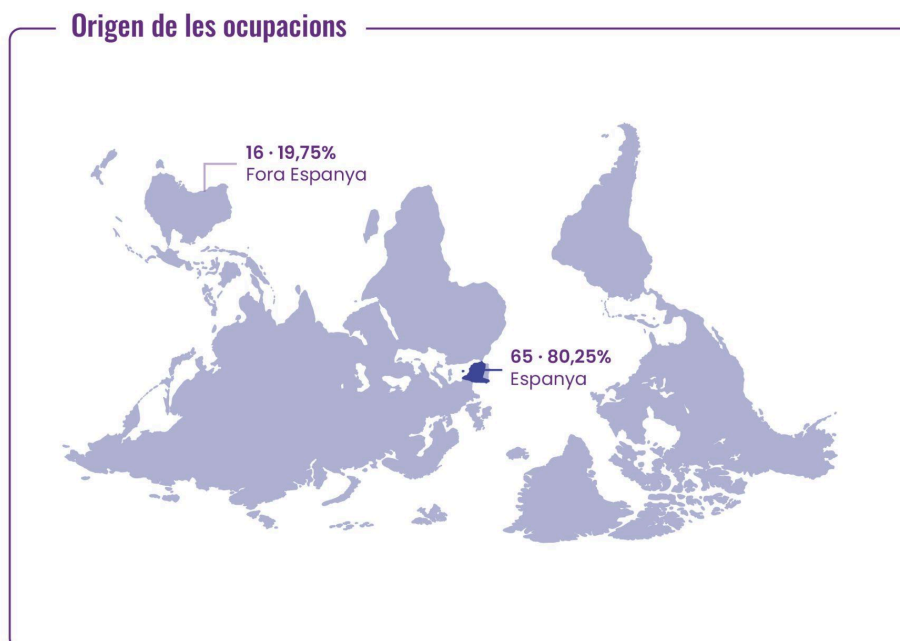 Origen de les ocupacions
16 · 19,75%
Fora Espanya
65 · 80,25%
Espanya